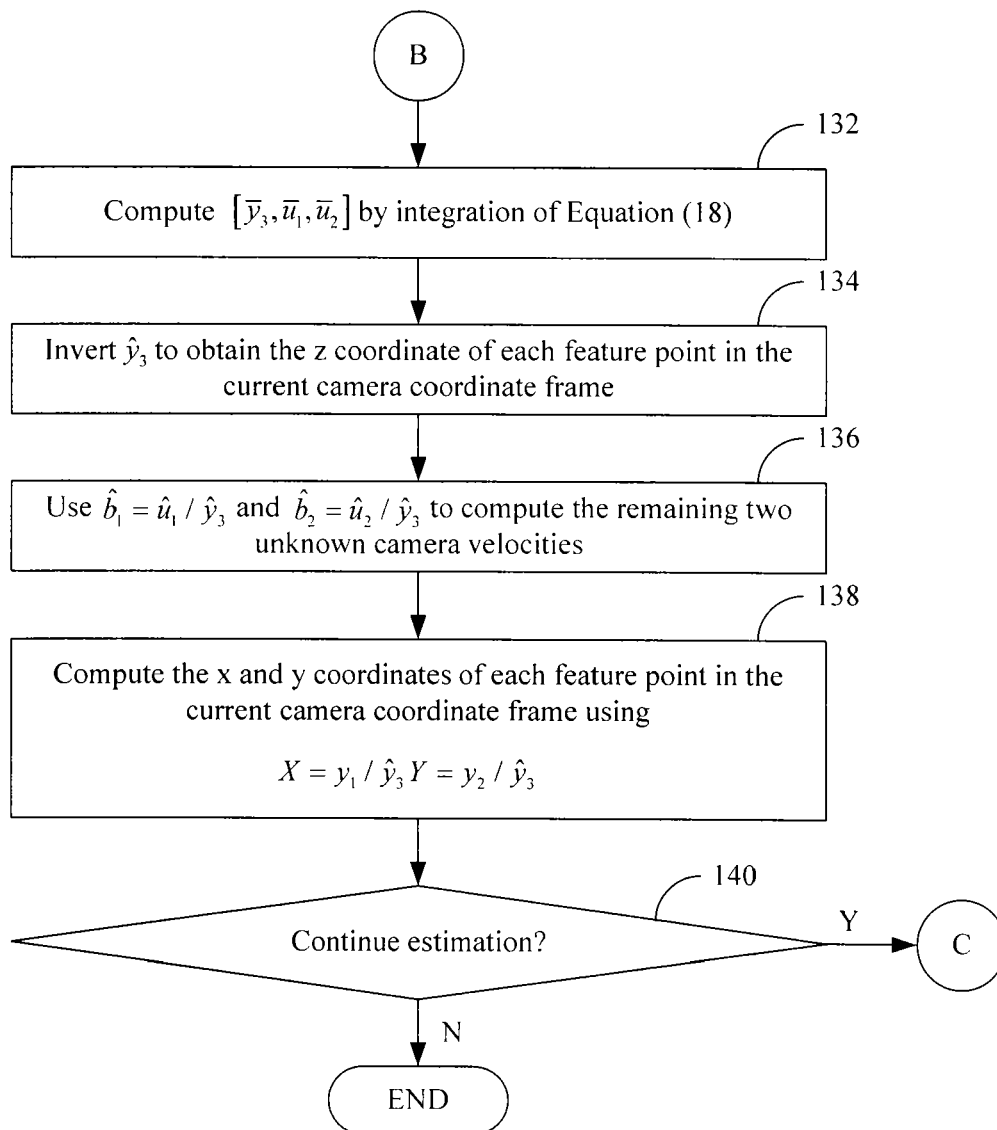 B
132
Compute [y̅₃, u̅₁, u̅₂] by integration of Equation (18)
134
Invert ŷ₃ to obtain the z coordinate of each feature point in the
current camera coordinate frame
136
Use b̂₁ = û₁ / ŷ₃ and b̂₂ = û₂ / ŷ₃ to compute the remaining two
unknown camera velocities
138
Compute the x and y coordinates of each feature point in the
current camera coordinate frame using
X = y₁ / ŷ₃ Y = y₂ / ŷ₃
140
Continue estimation?
Y
C
N
END